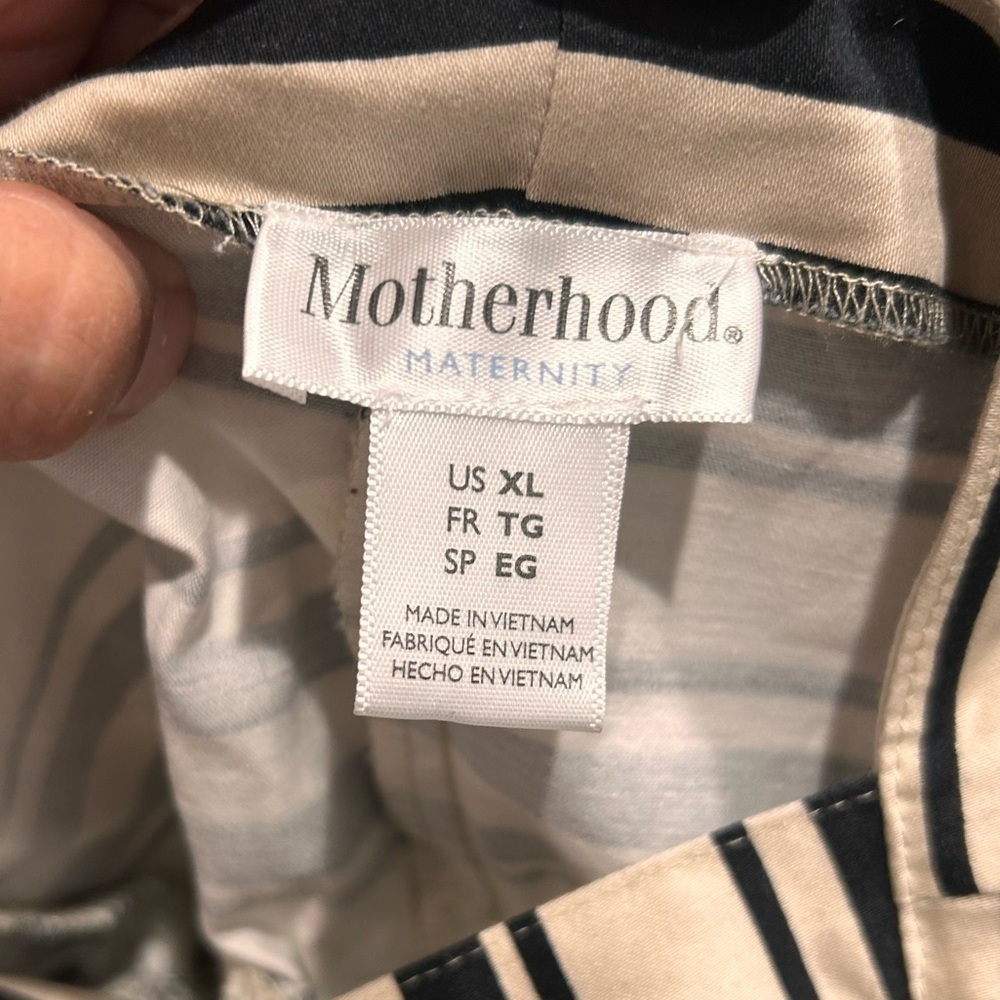 Motherhood®
MATERNITY
US XL
FR TG
SP EG
MADE IN VIETNAM
FABRIQUÉ EN VIETNAM
HECHO EN VIETNAM